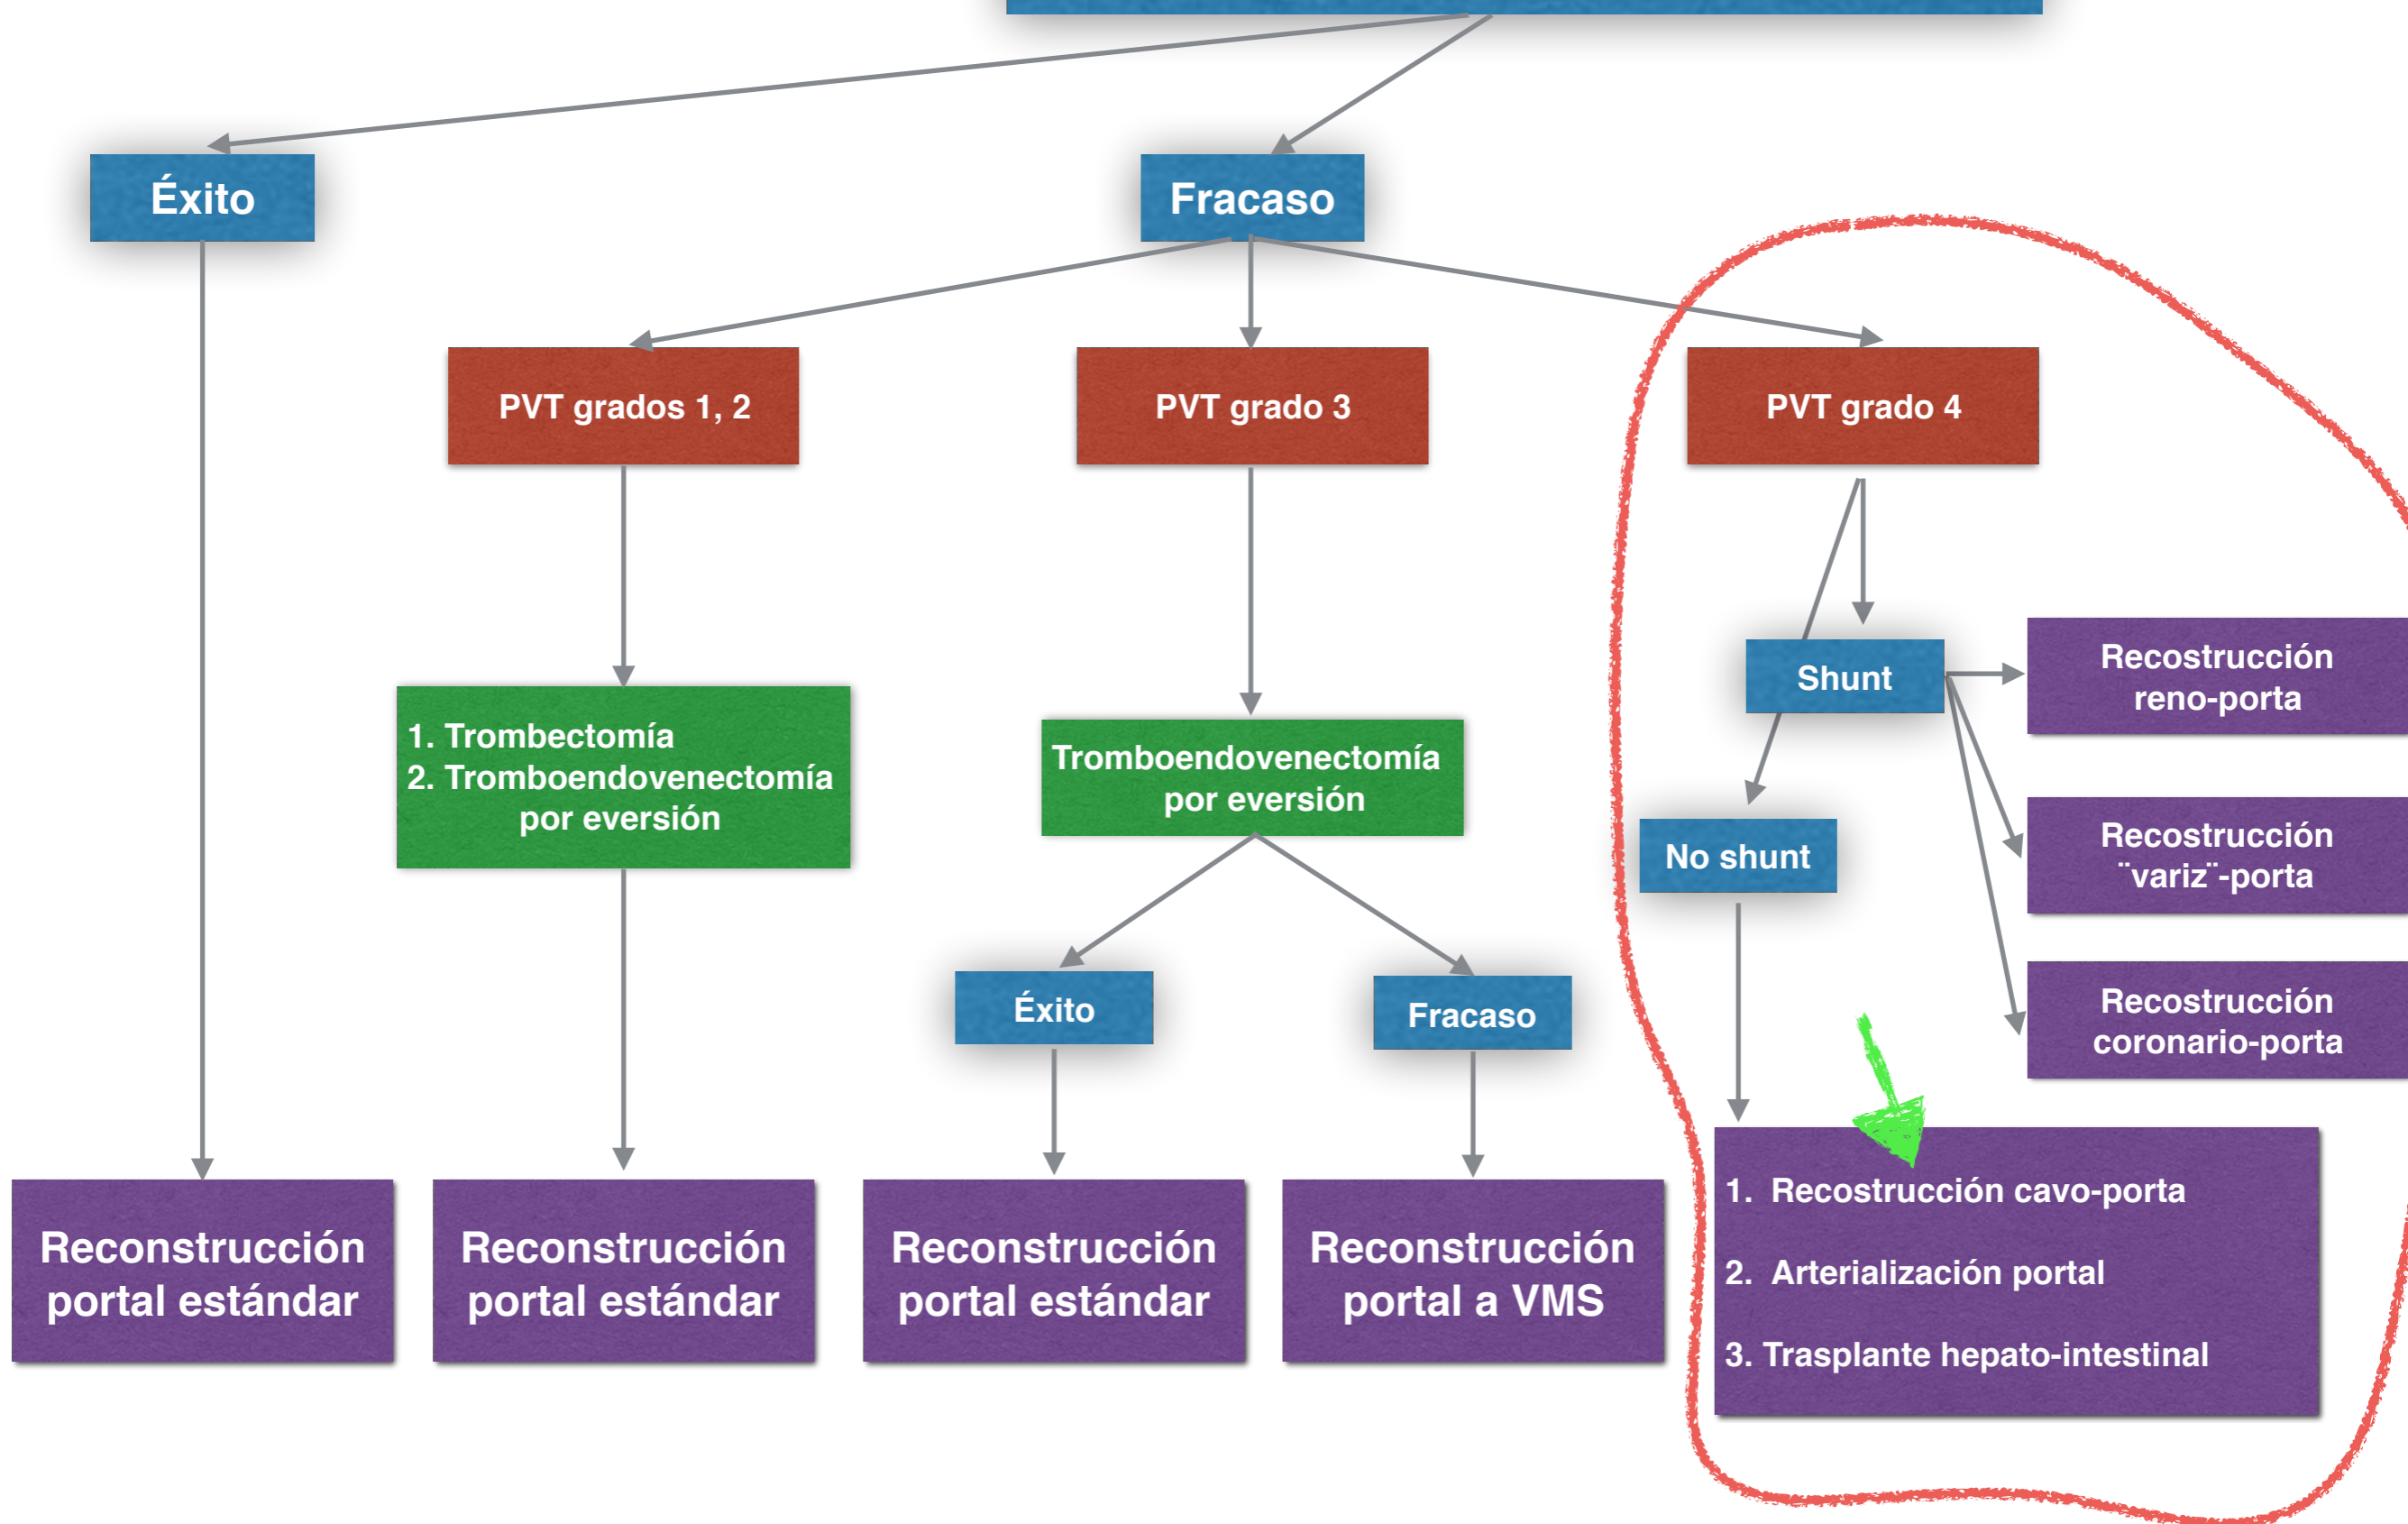 Éxito
Fracaso
PVT grados 1, 2
PVT grado 3
PVT grado 4
1. Trombectomía
2. Tromboendovenectomía
por eversión
Tromboendovenectomía
por eversión
Shunt
No shunt
Recostrucción
reno-porta
Recostrucción
¨variz¨-porta
Recostrucción
coronario-porta
Éxito
Fracaso
Reconstrucción
portal estándar
Reconstrucción
portal estándar
Reconstrucción
portal estándar
Reconstrucción
portal a VMS
1. Recostrucción cavo-porta
2. Arterialización portal
3. Trasplante hepato-intestinal